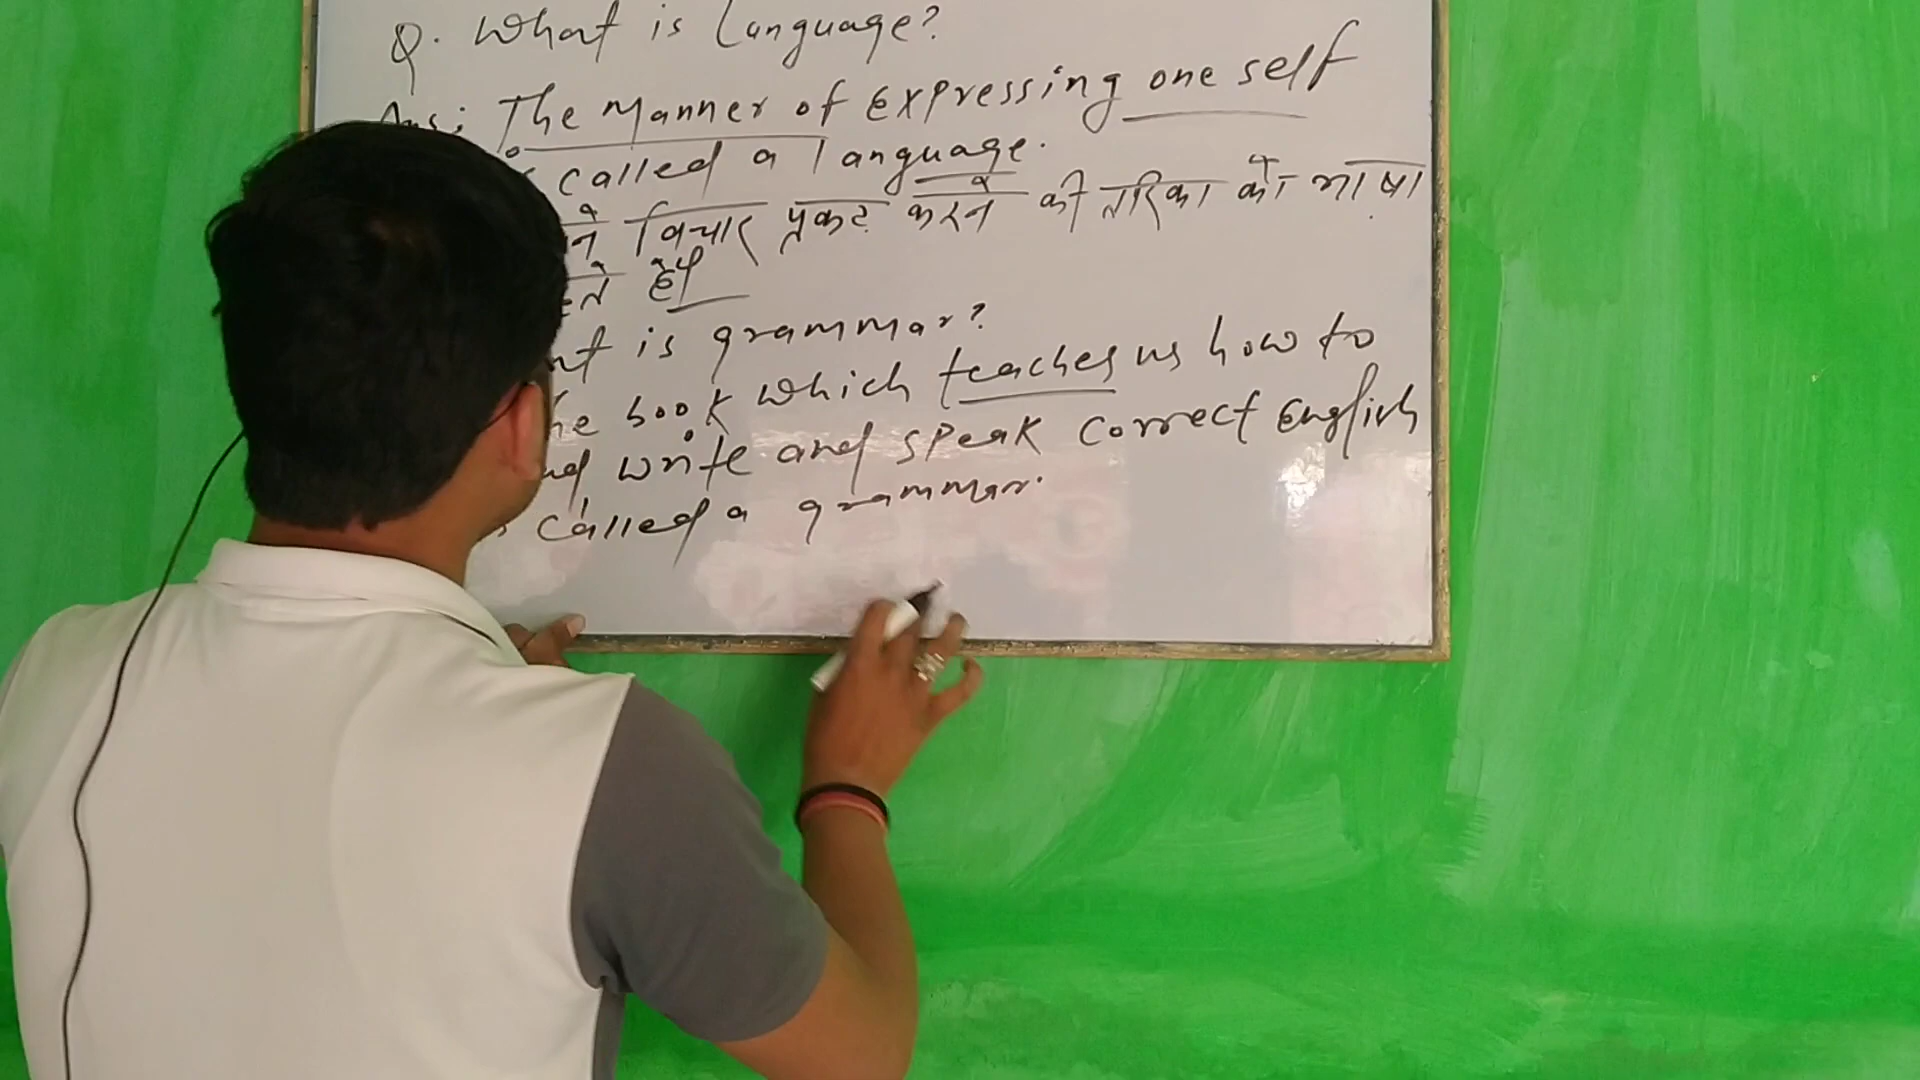 Q. What is Language?
Ans: The Manner of Expressing one self
called a language.
विचार प्रकट करने की तरिका को भाषा
हैं
is grammar?
book which teaches us how to
write and speak correct English
called a grammar.